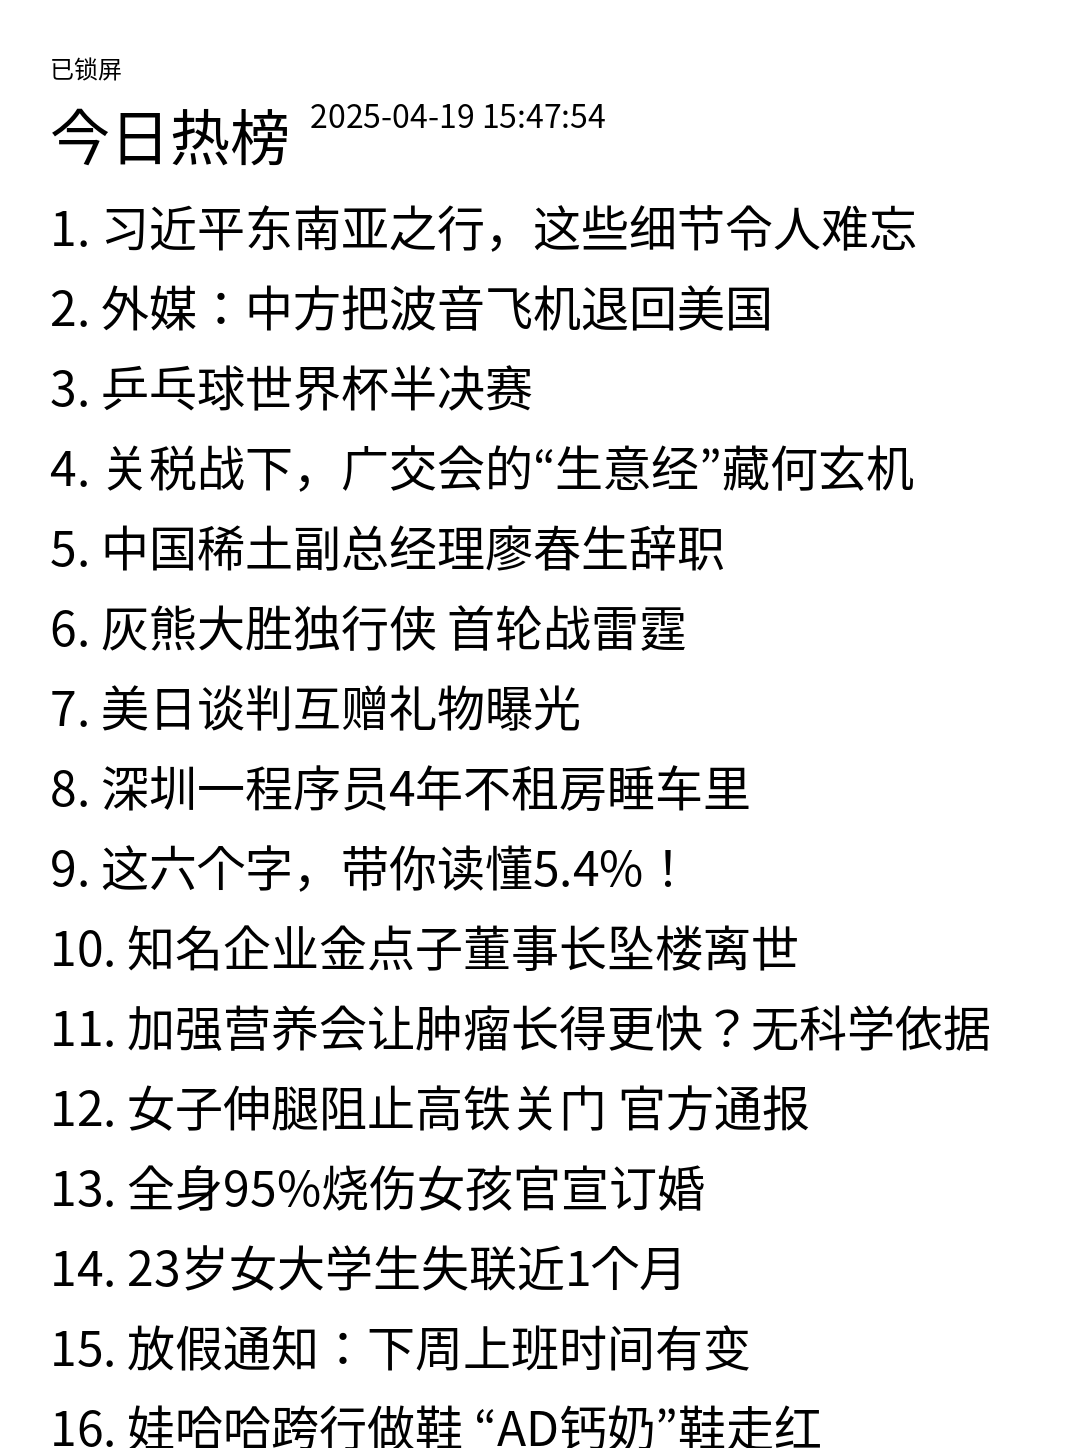 已锁屏
今日热榜 2025-04-19 15:47:54
1. 习近平东南亚之行，这些细节令人难忘
2. 外媒：中方把波音飞机退回美国
3. 乒乓球世界杯半决赛
4. 关税战下，广交会的“生意经”藏何玄机
5. 中国稀土副总经理廖春生辞职
6. 灰熊大胜独行侠 首轮战雷霆
7. 美日谈判互赠礼物曝光
8. 深圳一程序员4年不租房睡车里
9. 这六个字，带你读懂5.4%！
10. 知名企业金点子董事长坠楼离世
11. 加强营养会让肿瘤长得更快？无科学依据
12. 女子伸腿阻止高铁关门 官方通报
13. 全身95%烧伤女孩官宣订婚
14. 23岁女大学生失联近1个月
15. 放假通知：下周上班时间有变
16. 娃哈哈跨行做鞋 “AD钙奶”鞋走红